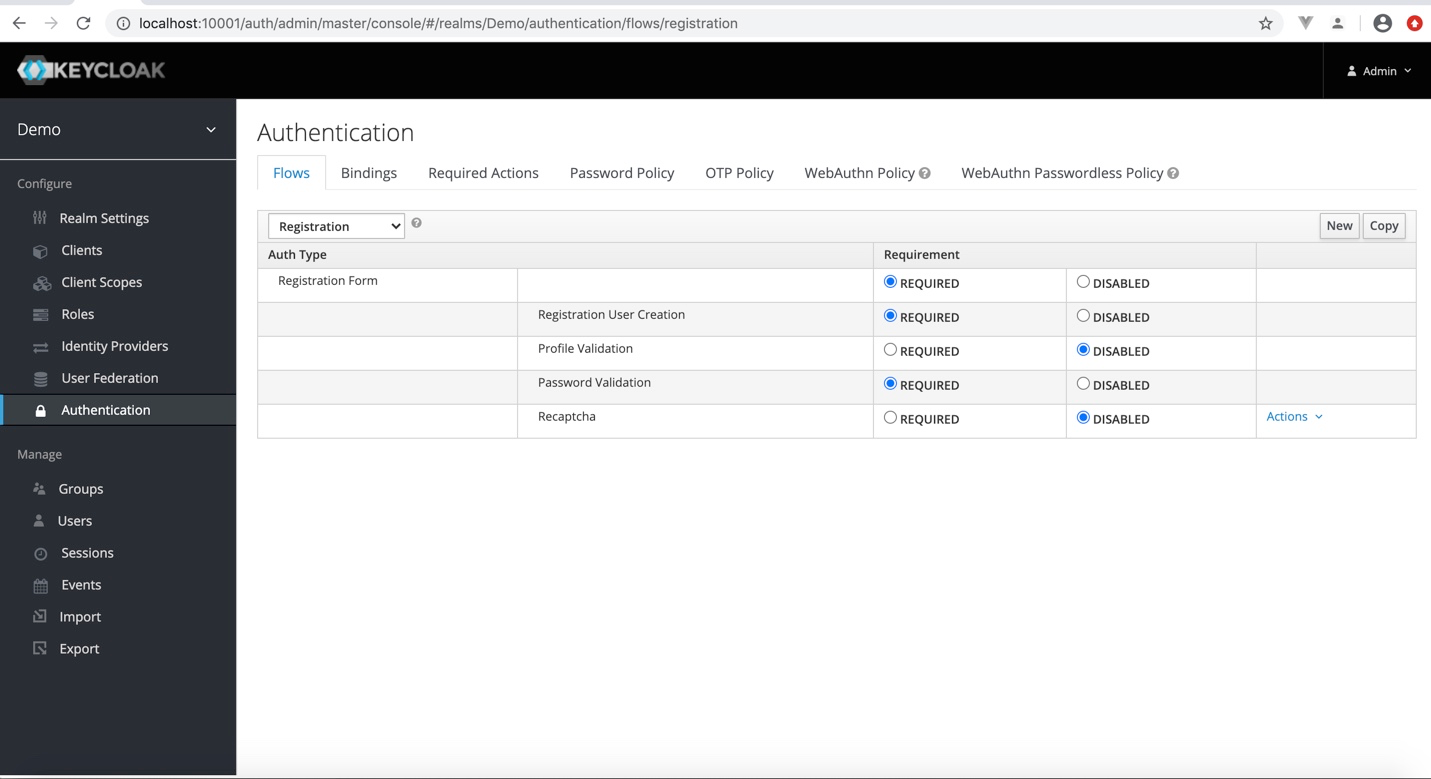 localhost:10001/auth/admin/master/console/#/realms/Demo/authentication/flows/registration
KEYCLOAK
Admin
Demo
Configure
Realm Settings
Clients
Client Scopes
Roles
Identity Providers
User Federation
Authentication
Manage
Groups
Users
Sessions
Events
Import
Export
Authentication
Flows Bindings Required Actions Password Policy OTP Policy WebAuthn Policy ? WebAuthn Passwordless Policy ?
Registration ? New Copy
Auth Type Requirement
Registration Form REQUIRED DISABLED
Registration User Creation REQUIRED DISABLED
Profile Validation REQUIRED DISABLED
Password Validation REQUIRED DISABLED
Recaptcha REQUIRED DISABLED Actions